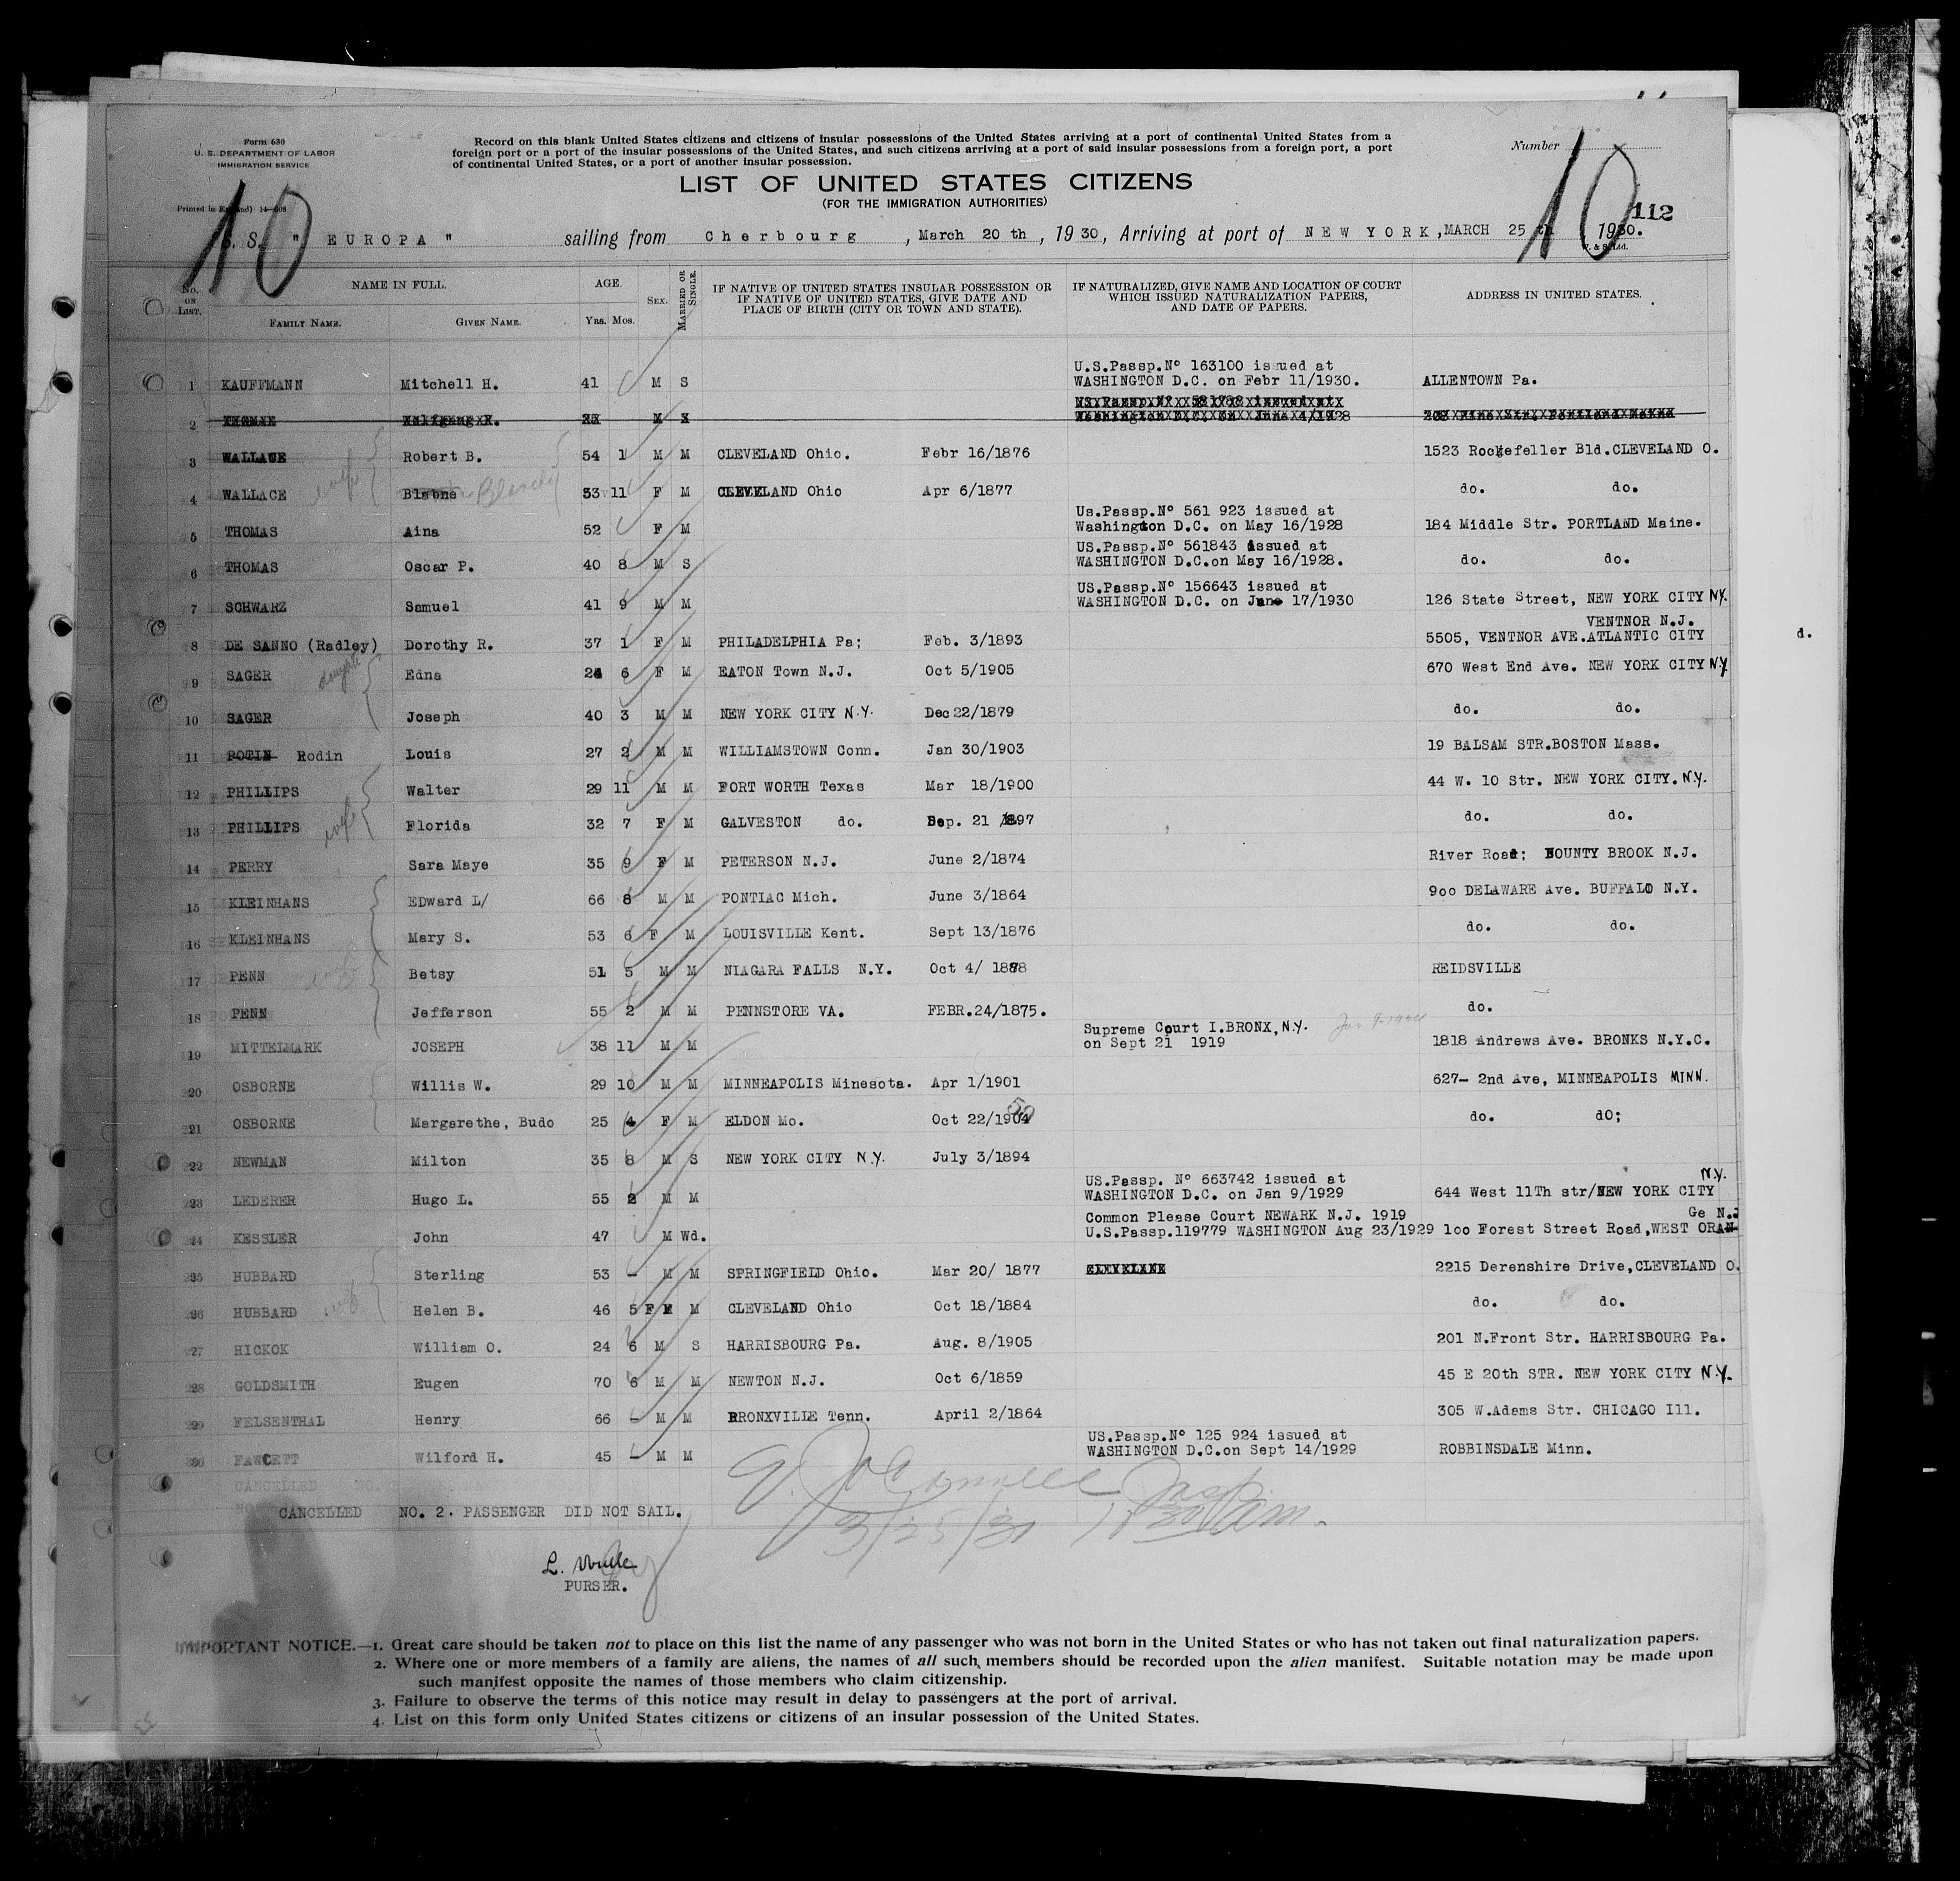 Form 630
U. S. DEPARTMENT OF LABOR
IMMIGRATION SERVICE
Record on this blank United States citizens and citizens of insular possessions of the United States arriving at a port of continental United States from a
foreign port or a port of the insular possessions of the United States, and such citizens arriving at a port of said insular possessions from a foreign port, a port
of continental United States, or a port of another insular possession.
Number
10
10
112
LIST OF UNITED STATES CITIZENS
(FOR THE IMMIGRATION AUTHORITIES)
S. S. " EUROPA " sailing from Cherbourg, March 20 th, 1930, Arriving at port of NEW YORK, MARCH 25 th 1930.
No. ON LIST. NAME IN FULL. AGE. SEX. MARRIED OR SINGLE. IF NATIVE OF UNITED STATES INSULAR POSSESSION OR IF NATIVE OF UNITED STATES, GIVE DATE AND PLACE OF BIRTH (CITY OR TOWN AND STATE). IF NATURALIZED, GIVE NAME AND LOCATION OF COURT WHICH ISSUED NATURALIZATION PAPERS, AND DATE OF PAPERS. ADDRESS IN UNITED STATES.
FAMILY NAME. GIVEN NAME. YRS. MOS.
1 KAUFFMANN Mitchell H. 41 M S U.S.Passp.Nº 163100 issued at WASHINGTON D.C. on Febr 11/1930. ALLENTOWN Pa.
2
3 WALLACE Robert B. 54 1 M M CLEVELAND Ohio. Febr 16/1876 1523 Rockefeller Bld.CLEVELAND O.
4 WALLACE wife Blabne Blanche 53 11 F M CLEVELAND Ohio Apr 6/1877 do. do.
5 THOMAS Aina 52 F M Us.Passp.Nº 561 923 issued at Washington D.C. on May 16/1928 184 Middle Str. PORTLAND Maine.
6 THOMAS Oscar P. 40 8 M S US.Passp.Nº 561843 issued at WASHINGTON D.C.on May 16/1928. do. do.
7 SCHWARZ Samuel 41 9 M M US.Passp.Nº 156643 issued at WASHINGTON D.C. on June 17/1930 126 State Street, NEW YORK CITY N.Y.
8 DE SANNO (Radley) Dorothy R. 37 1 F M PHILADELPHIA Pa; Feb. 3/1893 5505, VENTNOR AVE.ATLANTIC CITY VENTNOR N.J.
d.
9 SAGER Edna 24 6 F M EATON Town N.J. Oct 5/1905 670 West End Ave. NEW YORK CITY N.Y
10 SAGER Joseph 40 3 M M NEW YORK CITY N.Y. Dec 22/1879 do. do.
11 POTIN Rodin Louis 27 2 M M WILLIAMSTOWN Conn. Jan 30/1903 19 BALSAM STR.BOSTON Mass.
12 PHILLIPS Walter 29 11 M M FORT WORTH Texas Mar 18/1900 44 W. 10 Str. NEW YORK CITY. N.Y.
13 PHILLIPS wife Florida 32 7 F M GALVESTON do. Sep. 21 1897 do. do.
14 PERRY Sara Maye 35 9 F M PETERSON N.J. June 2/1874 River Road; BOUNTY BROOK N.J.
15 KLEINHANS EDward L/ 66 8 M M PONTIAC Mich. June 3/1864 900 DELAWARE Ave. BUFFALO N.Y.
16 KLEINHANS Mary S. 53 6 F M LOUISVILLE Kent. Sept 13/1876 do. do.
17 PENN wife Betsy 51 5 M M NIAGARA FALLS N.Y. Oct 4/ 1878 REIDSVILLE
18 PENN Jefferson 55 2 M M PENNSTORE VA. FEBR.24/1875. do.
19 MITTELMARK JOSEPH 38 11 M M Supreme Court I.BRONX, N.Y. on Sept 21 1919 1818 Andrews Ave. BRONKS N.Y.C.
20 OSBORNE Willis W. 29 10 M M MINNEAPOLIS Minesota. Apr 1/1901 627- 2nd Ave, MINNEAPOLIS MINN.
21 OSBORNE Margarethe, Budo 25 4 F M ELDON Mo. Oct 22/1904 do. dO;
22 NEWMAN Milton 35 8 M S NEW YORK CITY N.Y. July 3/1894
23 LEDERER Hugo L. 55 2 M M US.Passp. Nº 663742 issued at WASHINGTON D.C. on Jan 9/1929 644 West 11Th str/NEW YORK CITY N.Y.
24 KESSLER John 47 M Wd. Common Please Court NEWARK N.J. 1919 U.S.Passp.119779 WASHINGTON Aug 23/1929 100 Forest Street Road,WEST ORAN Ge N.J
25 HUBBARD Sterling 53 - M M SPRINGFIELD Ohio. Mar 20/ 1877 2215 Derenshire Drive,CLEVELAND O.
26 HUBBARD wife Helen B. 46 5 F M CLEVELAND Ohio Oct 18/1884 do. do.
27 HICKOK William O. 24 6 M S HARRISBOURG Pa. Aug. 8/1905 201 N.Front Str. HARRISBOURG Pa.
28 GOLDSMITH Eugen 70 6 M M NEWTON N.J. Oct 6/1859 45 E 20th STR. NEW YORK CITY N.Y.
29 FELSENTHAL Henry 66 - M M BRONXVILLE Tenn. April 2/1864 305 W.Adams Str. CHICAGO Ill.
30 FAWCETT Wilford H. 45 - M M US.Passp.Nº 125 924 issued at WASHINGTON D.C.on Sept 14/1929 ROBBINSDALE Minn.
CANCELLED NO. 2. PASSENGER DID NOT SAIL.
3/25/30 11 30 am.
PURSER.
IMPORTANT NOTICE.—1. Great care should be taken not to place on this list the name of any passenger who was not born in the United States or who has not taken out final naturalization papers.
2. Where one or more members of a family are aliens, the names of all such members should be recorded upon the alien manifest. Suitable notation may be made upon
such manifest opposite the names of those members who claim citizenship.
3. Failure to observe the terms of this notice may result in delay to passengers at the port of arrival.
4. List on this form only United States citizens or citizens of an insular possession of the United States.